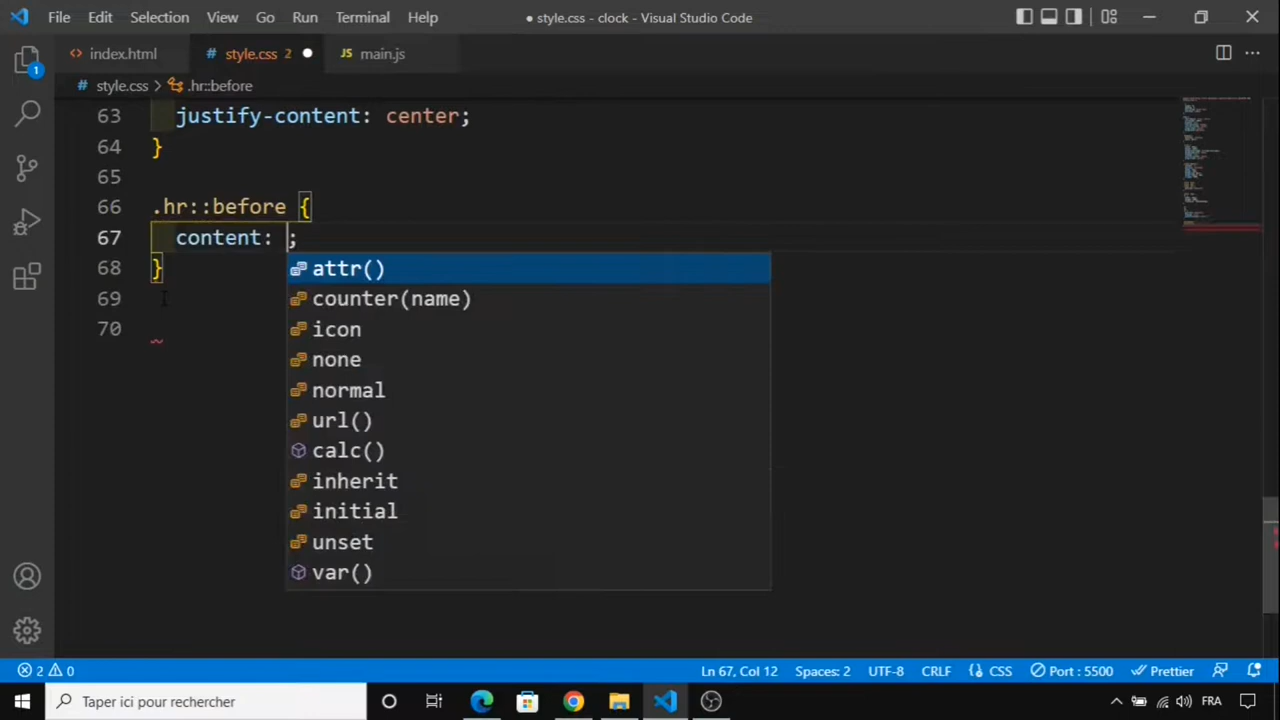 File Edit Selection View Go Run Terminal Help
● style.css - clock - Visual Studio Code
<> index.html
# style.css 2 ●
JS main.js
# style.css > .hr::before
63 justify-content: center;
64 }
65
66 .hr::before {
67 content: ;
68 }
69
70
attr()
counter(name)
icon
none
normal
url()
calc()
inherit
initial
unset
var()
1
2 0
Ln 67, Col 12 Spaces: 2 UTF-8 CRLF {} CSS Port : 5500 Prettier
Taper ici pour rechercher
FRA